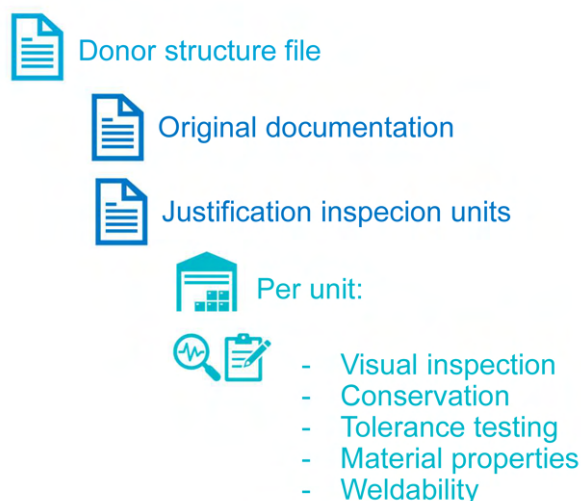 Donor structure file
Original documentation
Justification inspecion units
Per unit:
- Visual inspection
- Conservation
- Tolerance testing
- Material properties
- Weldability